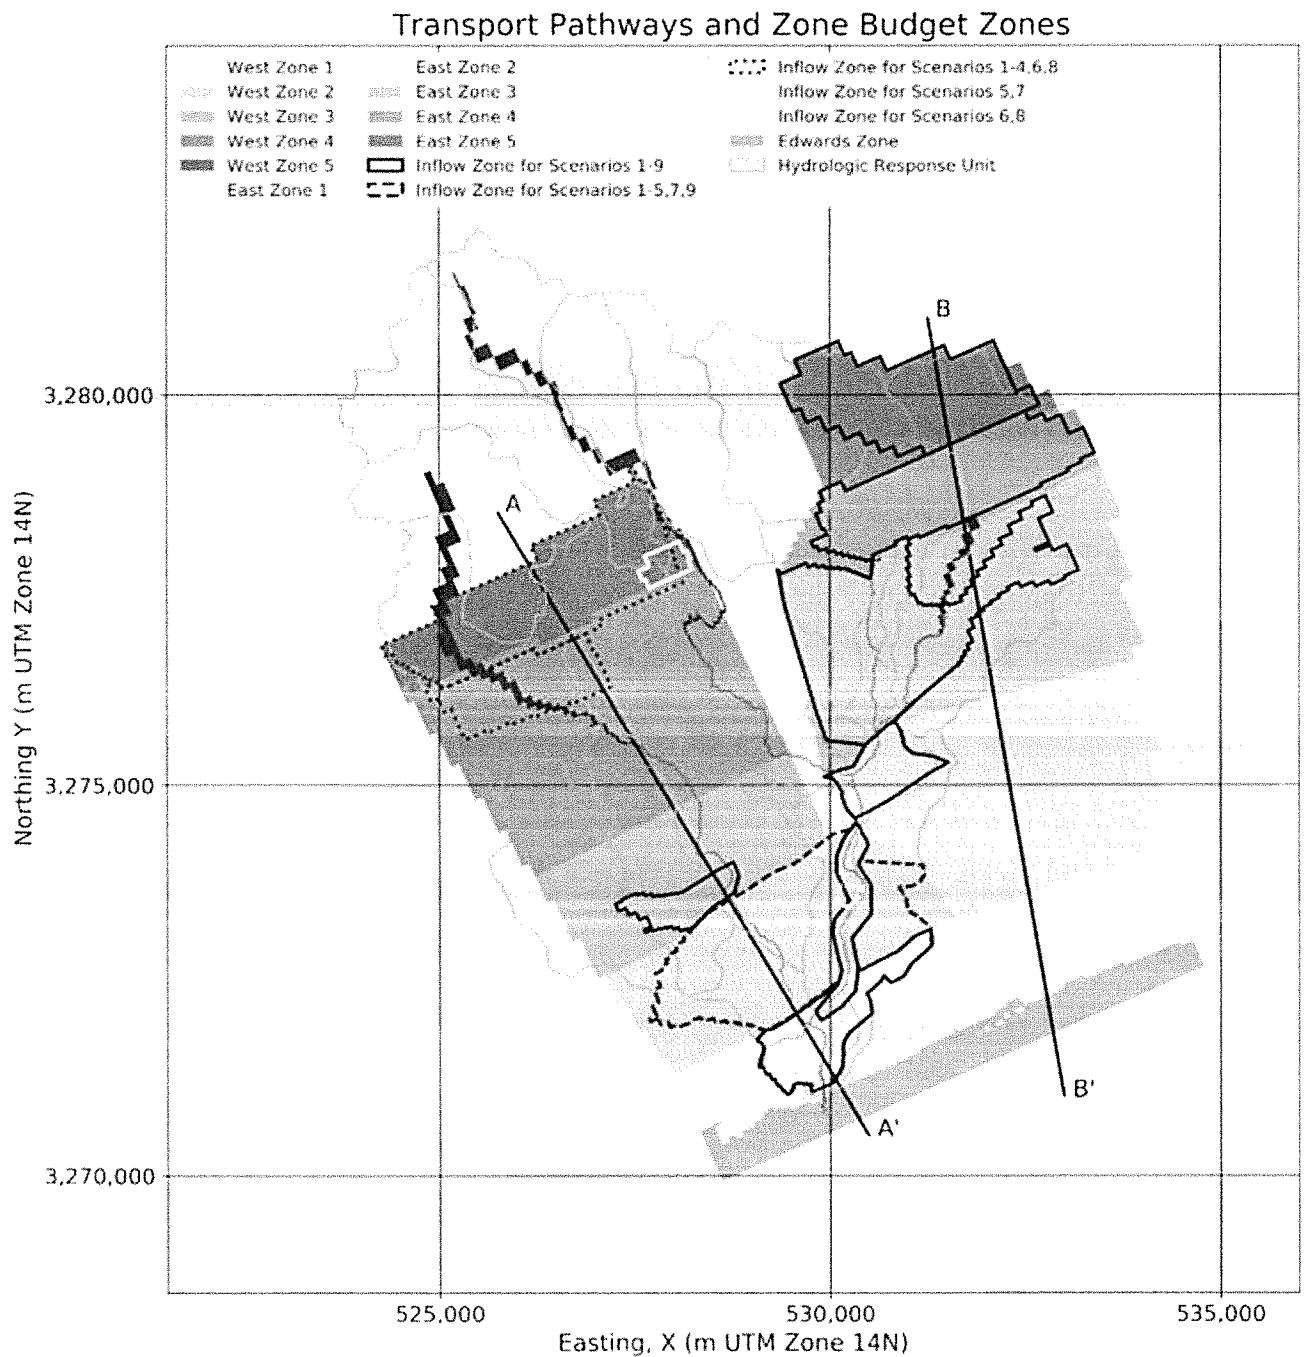 Transport Pathways and Zone Budget Zones
West Zone 1
West Zone 2
West Zone 3
West Zone 4
West Zone 5
East Zone 1
East Zone 2
East Zone 3
East Zone 4
East Zone 5
Inflow Zone for Scenarios 1-9
Inflow Zone for Scenarios 1-5,7,9
Inflow Zone for Scenarios 1-4,6,8
Inflow Zone for Scenarios 5,7
Inflow Zone for Scenarios 6,8
Edwards Zone
Hydrologic Response Unit
B
3,280,000
A
Northing Y (m UTM Zone 14N)
3,275,000
B'
A'
3,270,000
525,000
530,000
535,000
Easting, X (m UTM Zone 14N)